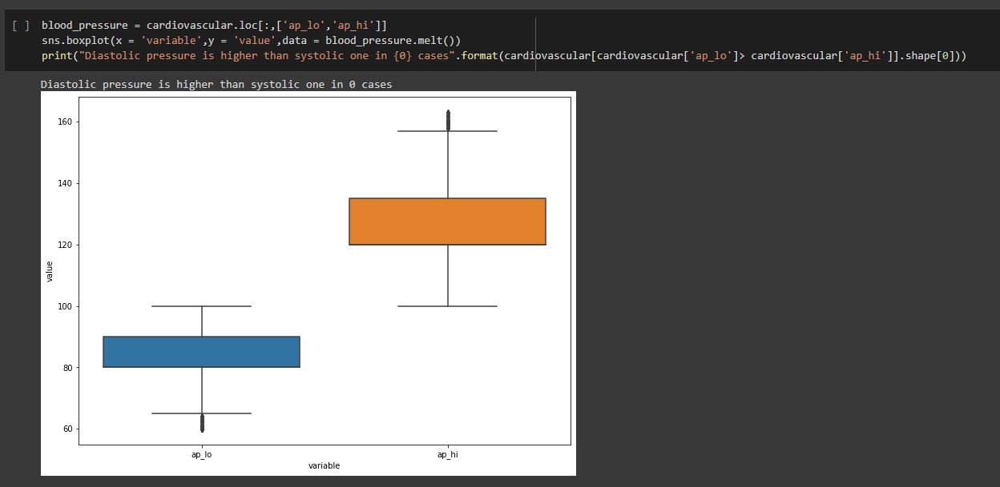 [ ] blood_pressure = cardiovascular.loc[:,['ap_lo','ap_hi']]
sns.boxplot(x = 'variable',y = 'value',data = blood_pressure.melt())
print("Diastolic pressure is higher than systolic one in {0} cases".format(cardiovascular[cardiovascular['ap_lo']> cardiovascular['ap_hi']].shape[0]))
Diastolic pressure is higher than systolic one in 0 cases
160
140
120
100
80
60
value
ap_lo
ap_hi
variable